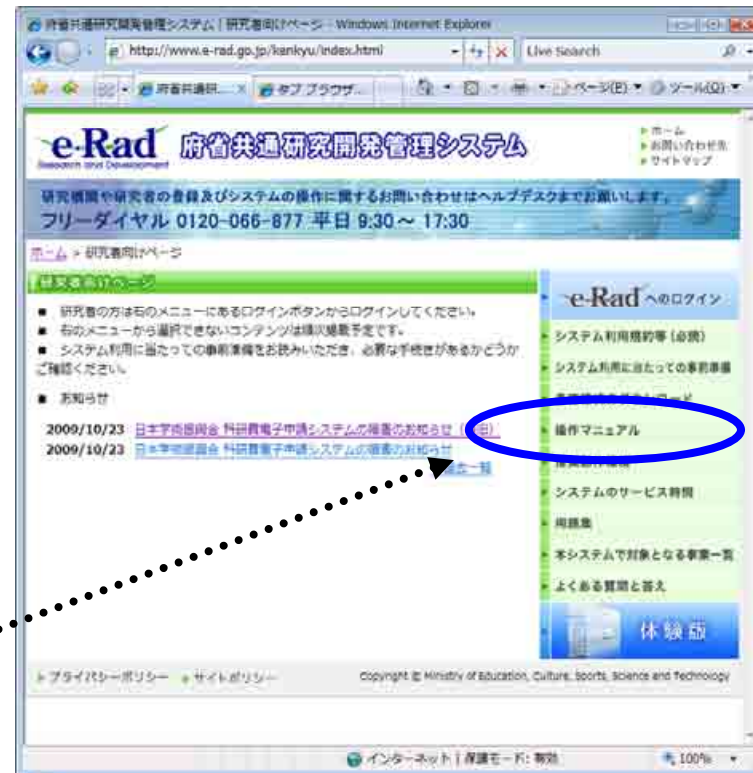 府省共通研究開発管理システム | 研究者向けページ - Windows Internet Explorer
http://www.e-rad.go.jp/kenkyu/index.html
Live Search
府省共通研...
タブ ブラウザ...
ページ(P)
ツール(O)
e-Rad 府省共通研究開発管理システム
Research and Development
ホーム
お問い合わせ先
サイトマップ
研究機関や研究者の登録及びシステムの操作に関するお問い合わせはヘルプデスクまでお願いします。
フリーダイヤル 0120-066-877 平日 9:30～ 17:30
ホーム > 研究者向けページ
研究者向けページ
■ 研究者の方は右のメニューにあるログインボタンからログインしてください。
■ 右のメニューから選択できないコンテンツは順次掲載予定です。
■ システム利用に当たっての事前準備をお読みいただき、必要な手続きがあるかどうか
ご確認ください。
■ お知らせ
2009/10/23 日本学術振興会 科研費電子申請システムの障害のお知らせ
2009/10/23 日本学術振興会 科研費電子申請システムの障害のお知らせ
過去一覧
e-Rad へのログイン
システム利用規約等（必読）
システム利用に当たっての事前準備
操作マニュアル
システムのサービス時間
用語集
本システムで対象となる事業一覧
よくある質問と答え
体験版
プライバシーポリシー
サイトポリシー
Copyright © Ministry of Education, Culture, Sports, Science and Technology
インターネット | 保護モード: 無効
100%